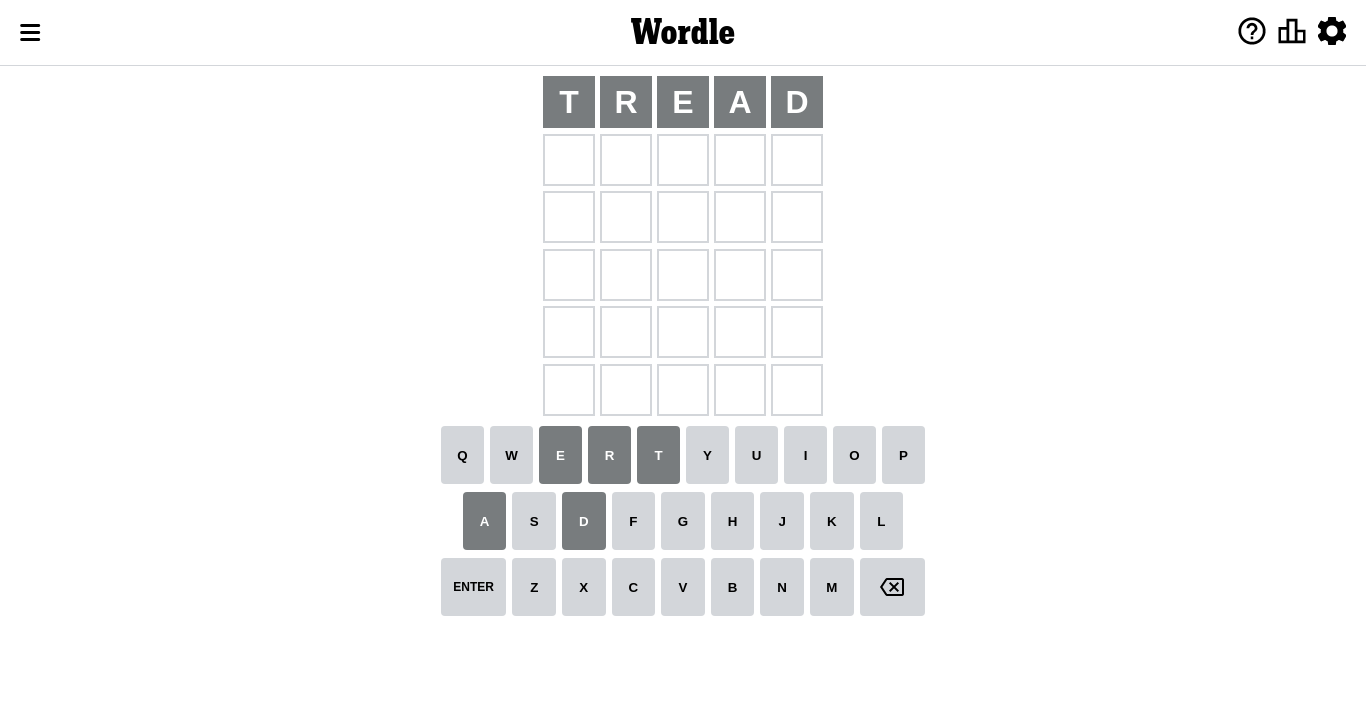 Wordle
T R E A D
Q W E R T Y U I O P
A S D F G H J K L
ENTER Z X C V B N M